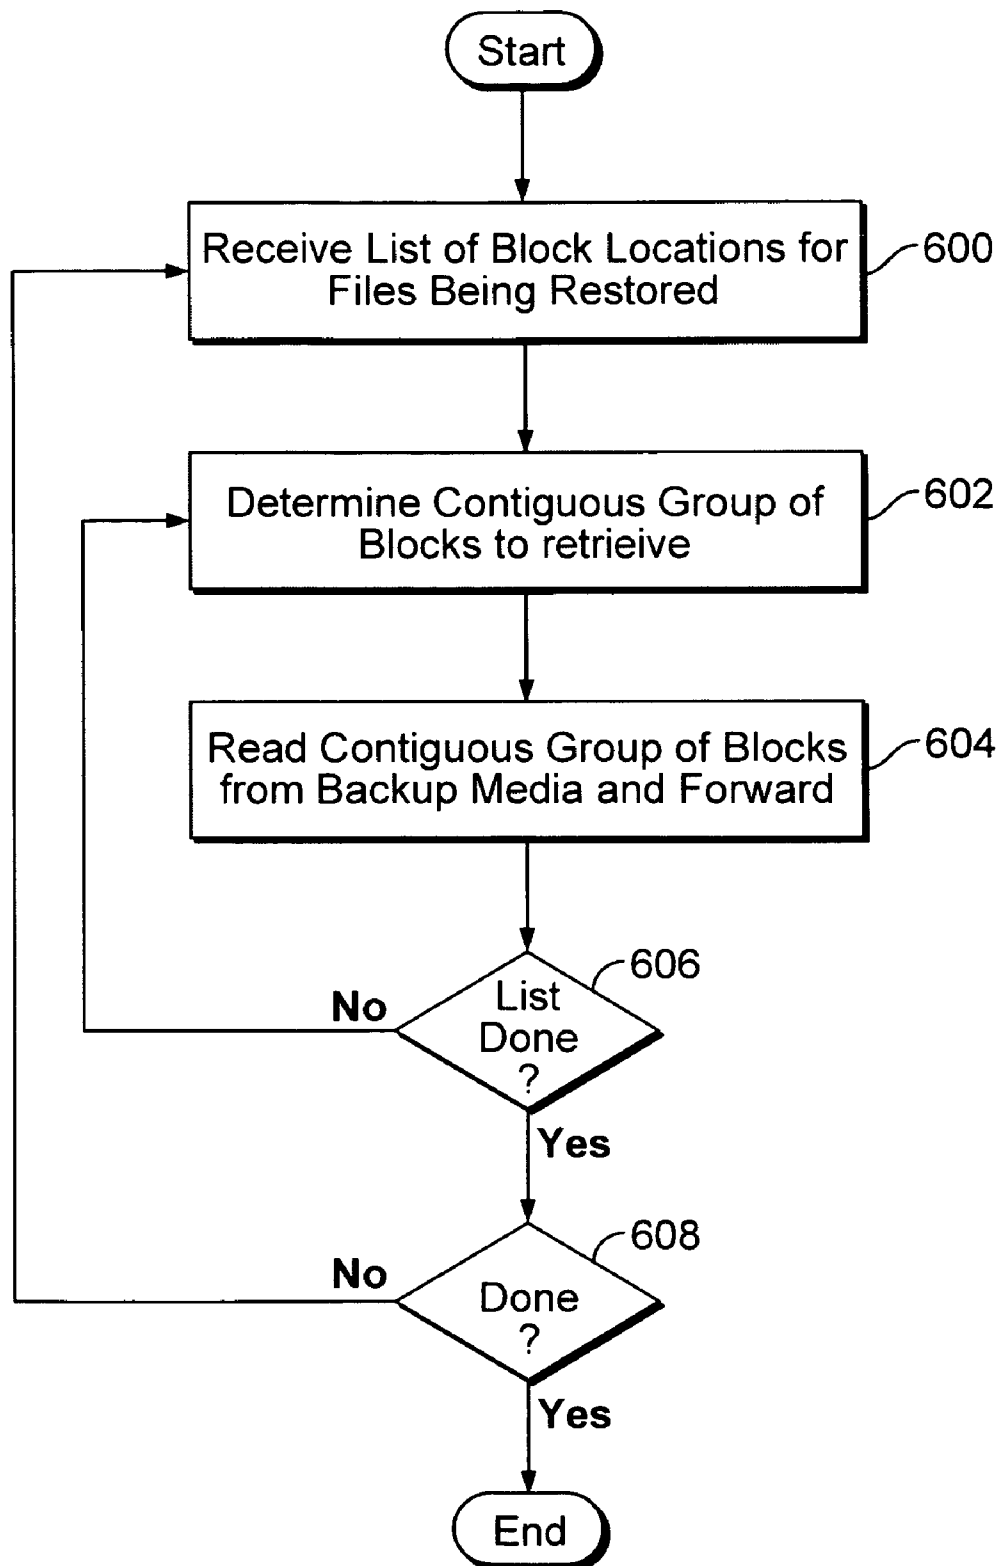 Start
Receive List of Block Locations for
Files Being Restored
600
Determine Contiguous Group of
Blocks to retrieive
602
Read Contiguous Group of Blocks
from Backup Media and Forward
604
606
List
Done
?
No
Yes
608
Done
?
No
Yes
End